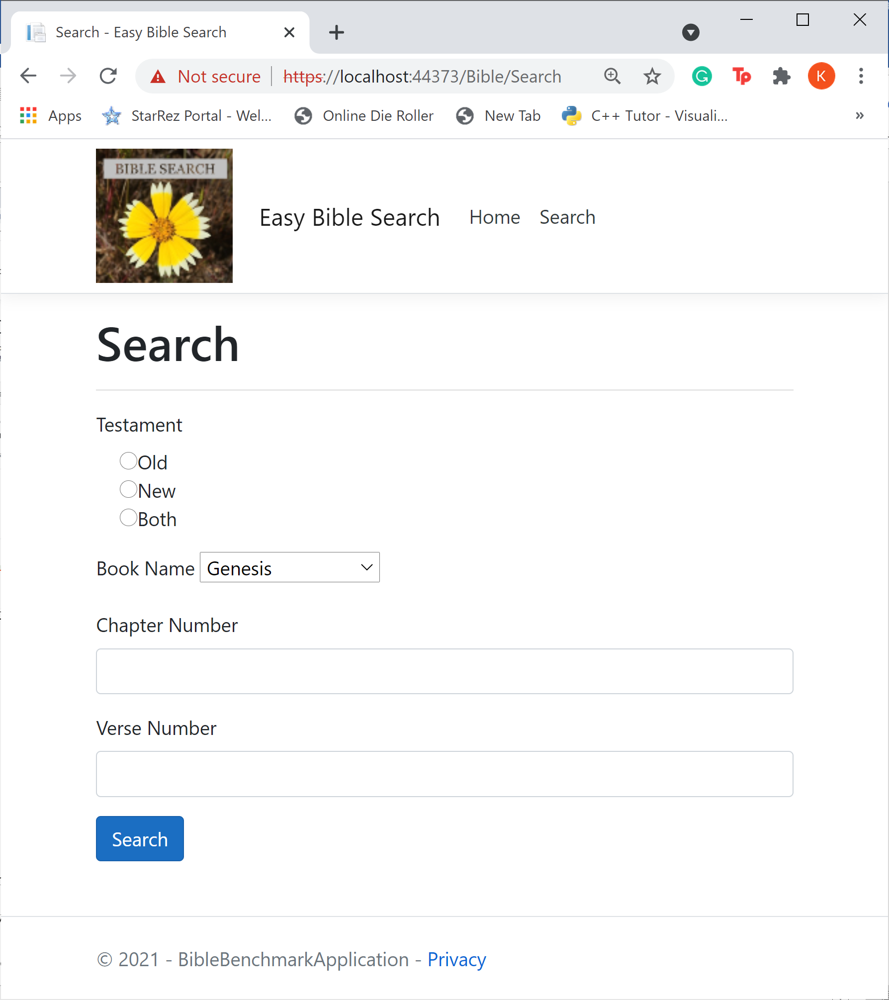 Search - Easy Bible Search
Not secure https://localhost:44373/Bible/Search
G Tp K
Apps StarRez Portal - Wel... Online Die Roller New Tab C++ Tutor - Visuali... »
BIBLE SEARCH
Easy Bible Search Home Search
Search
Testament
Old
New
Both
Book Name Genesis
Chapter Number
Verse Number
Search
© 2021 - BibleBenchmarkApplication - Privacy